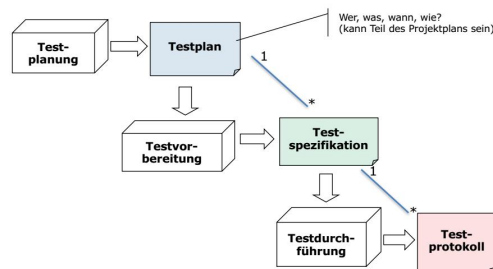 Wer, was, wann, wie?
(kann Teil des Projektplans sein)
Test-
planung
Testplan
1
*
Testvor-
bereitung
Test-
spezifikation
1
*
Testdurch-
führung
Test-
protokoll